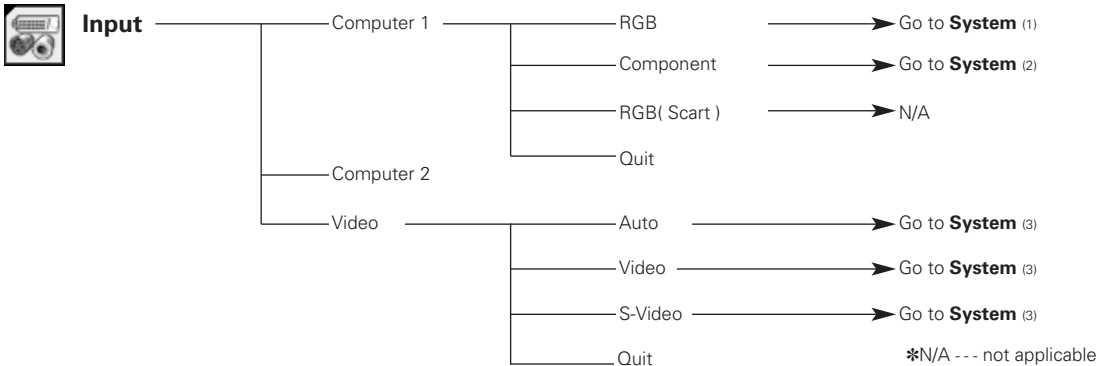 Input
Computer 1
RGB
Go to System (1)
Component
Go to System (2)
RGB( Scart )
N/A
Quit
Computer 2
Video
Auto
Go to System (3)
Video
Go to System (3)
S-Video
Go to System (3)
Quit
✽N/A - - - not applicable